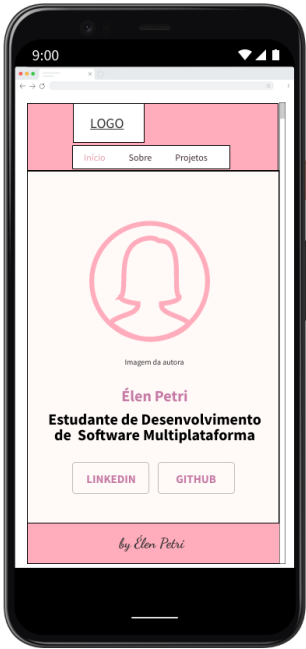 9:00
LOGO
Início Sobre Projetos
Imagem da autora
Élen Petri
Estudante de Desenvolvimento
de Software Multiplataforma
LINKEDIN GITHUB
by Élen Petri